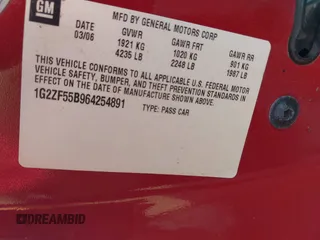 GM
MFD BY GENERAL MOTORS CORP
DATE GVWR GAWR FRT GAWR RR
03/06 1921 KG 1020 KG 901 KG
4235 LB 2248 LB 1987 LB
THIS VEHICLE CONFORMS TO ALL APPLICABLE U.S. FEDERAL MOTOR
VEHICLE SAFETY, BUMPER, AND THEFT PREVENTION STANDARDS
IN EFFECT ON THE DATE OF MANUFACTURE SHOWN ABOVE.
1G2ZF55B964254891
TYPE: PASS CAR
DREAMBID